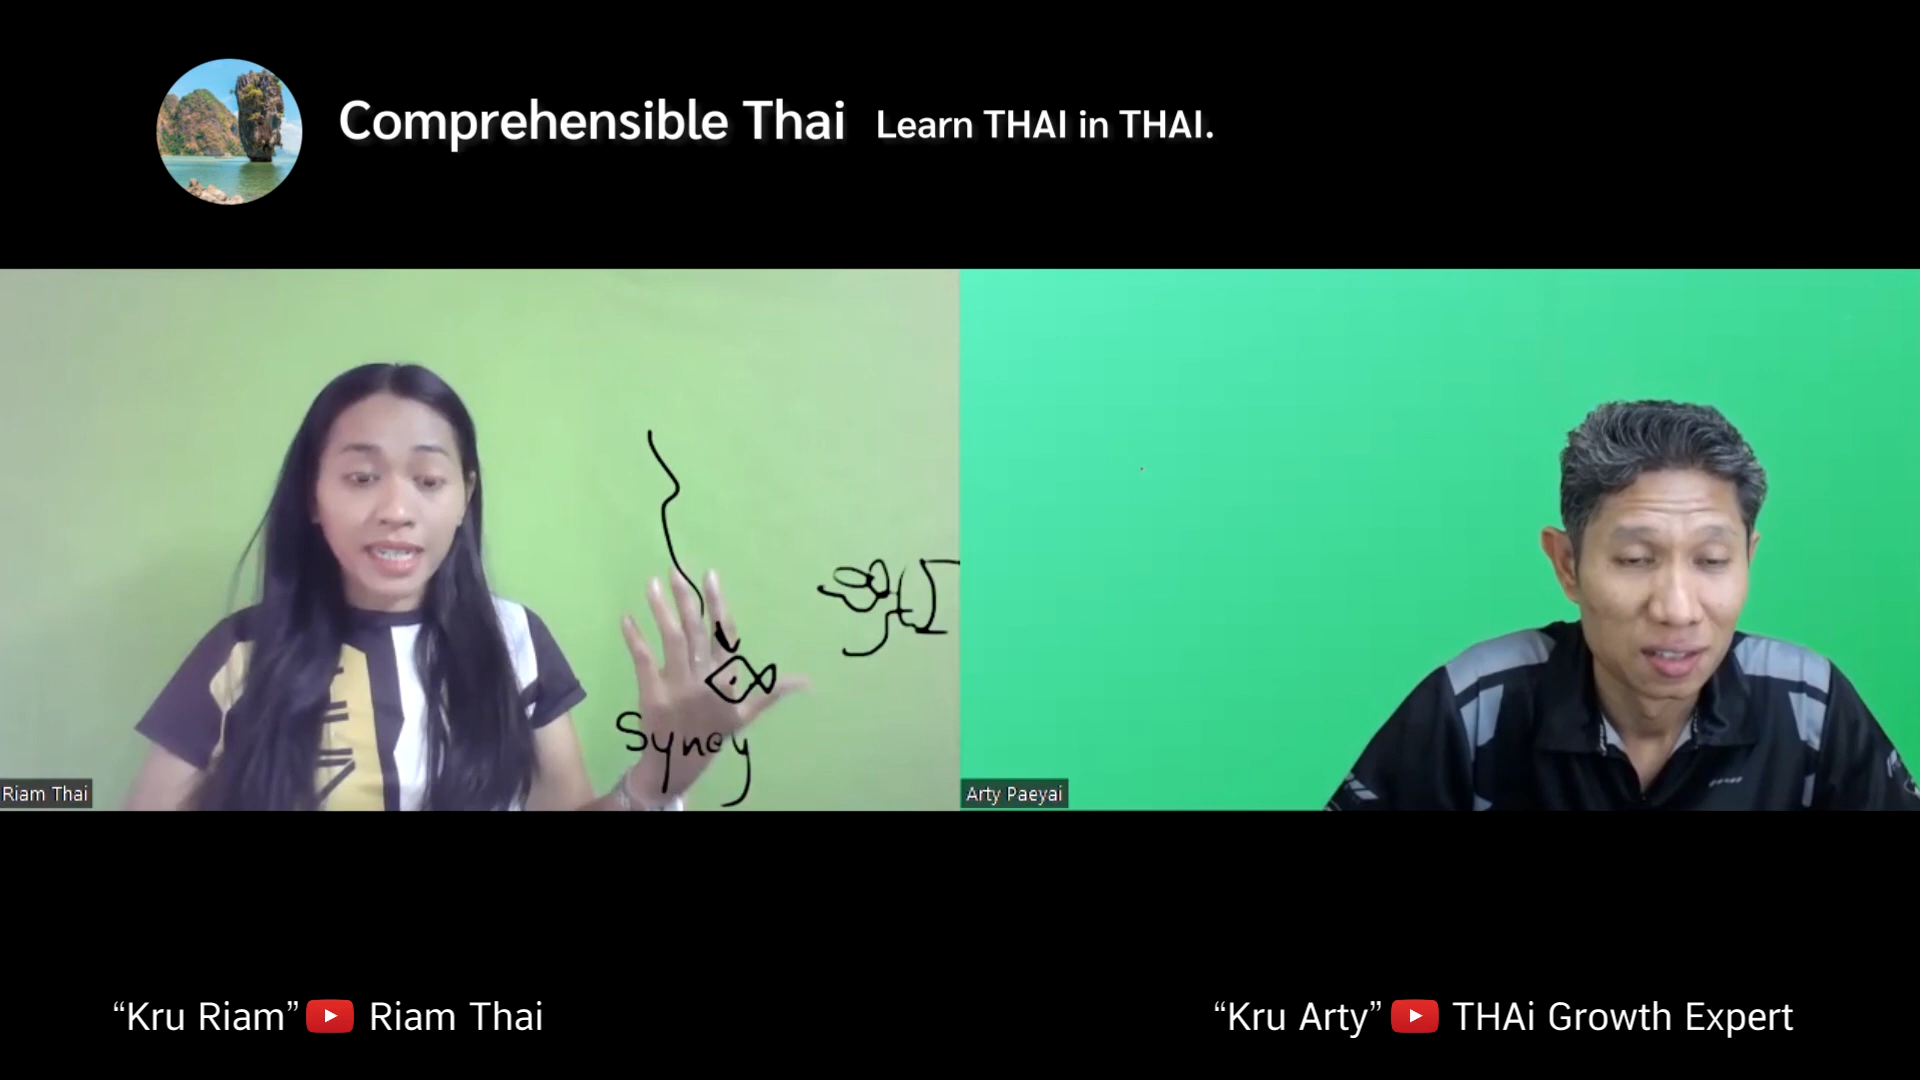 Comprehensible Thai Learn THAI in THAI.
Syney
Riam Thai
Arty Paeyai
“Kru Riam” Riam Thai
“Kru Arty” THAi Growth Expert